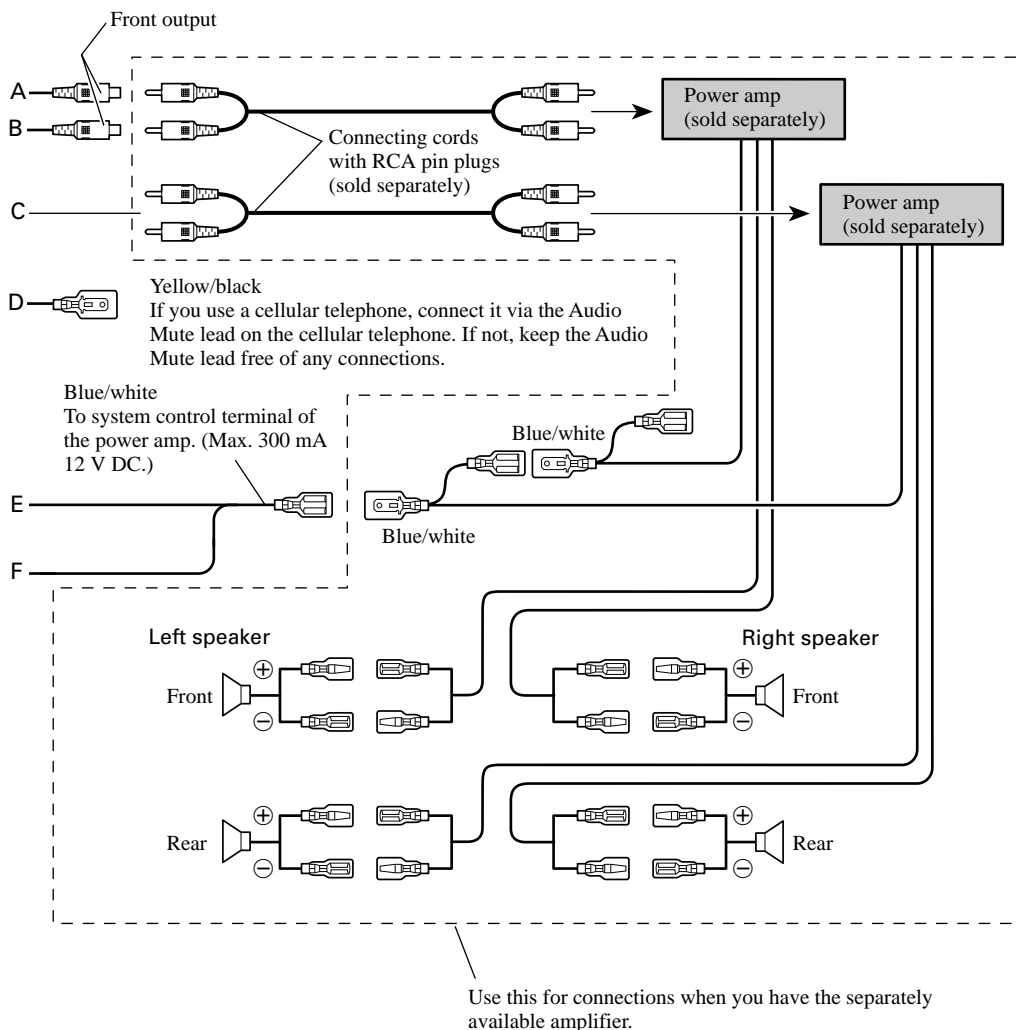 Front output
A
B
C
D
E
F
Power amp
(sold separately)
Connecting cords
with RCA pin plugs
(sold separately)
Power amp
(sold separately)
Yellow/black
If you use a cellular telephone, connect it via the Audio
Mute lead on the cellular telephone. If not, keep the Audio
Mute lead free of any connections.
Blue/white
To system control terminal of
the power amp. (Max. 300 mA
12 V DC.)
Blue/white
Blue/white
Left speaker
Right speaker
+
Front
−
+
Front
−
+
Rear
−
+
Rear
−
Use this for connections when you have the separately
available amplifier.